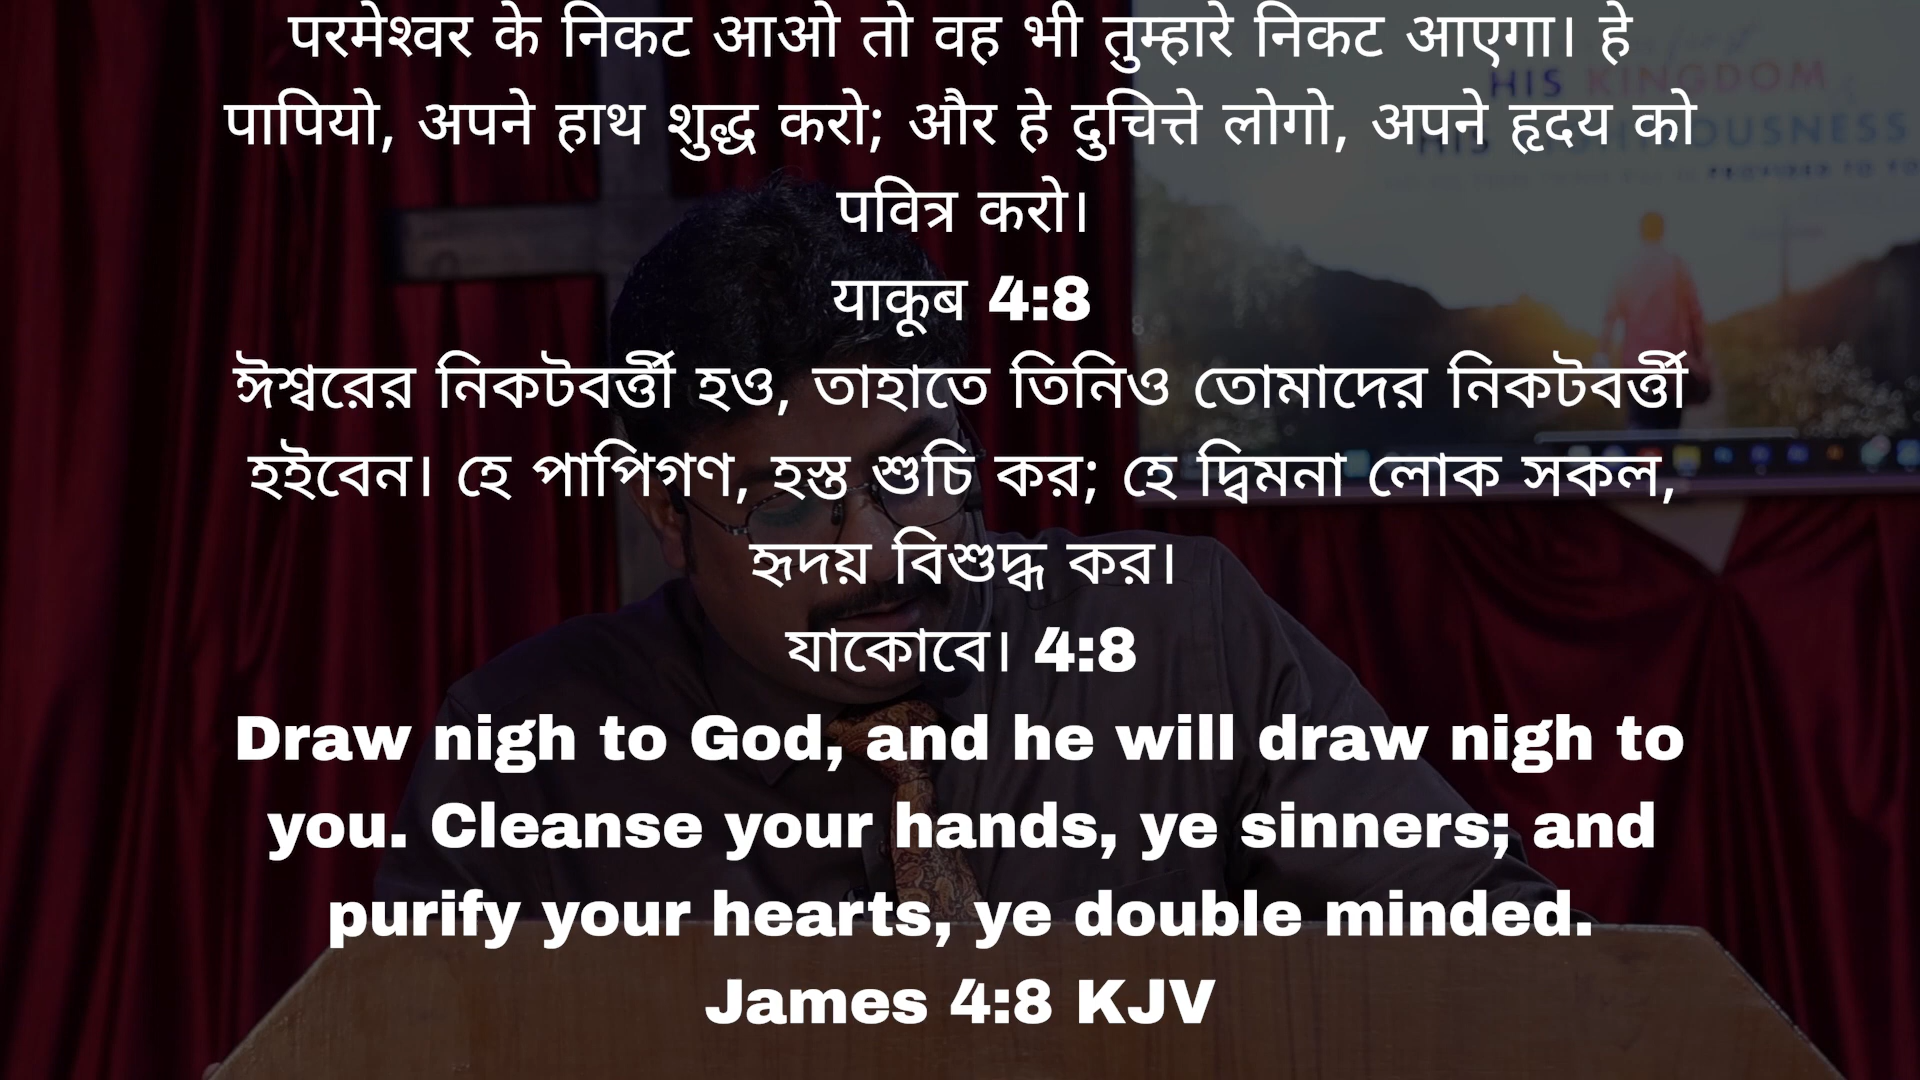 परमेश्वर के निकट आओ तो वह भी तुम्हारे निकट आएगा। हे
पापियो, अपने हाथ शुद्ध करो; और हे दुचित्ते लोगो, अपने हृदय को
पवित्र करो।
याकूब 4:8
ঈশ্বরের নিকটবর্ত্তী হও, তাহাতে তিনিও তোমাদের নিকটবর্ত্তী
হইবেন। হে পাপিগণ, হস্ত শুচি কর; হে দ্বিমনা লোক সকল,
হৃদয় বিশুদ্ধ কর।
যাকোবে। 4:8
Draw nigh to God, and he will draw nigh to
you. Cleanse your hands, ye sinners; and
purify your hearts, ye double minded.
James 4:8 KJV
HIS KINGDOM
HIS